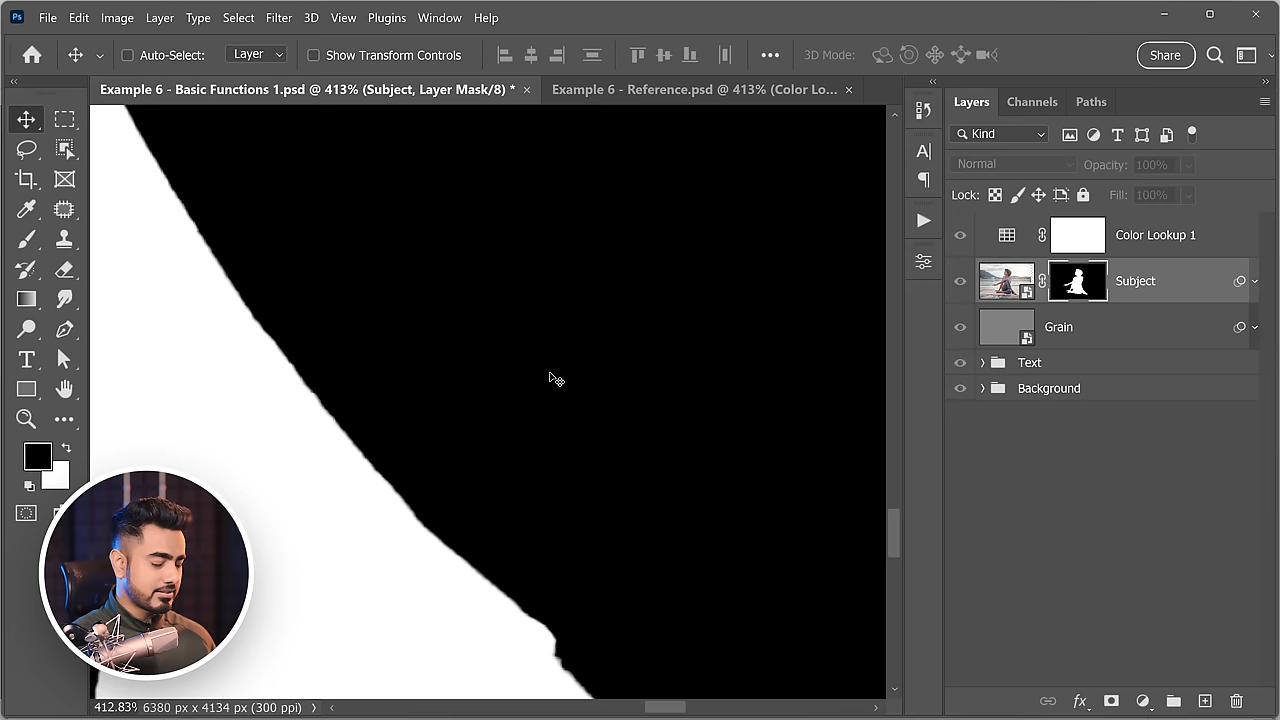 Ps File Edit Image Layer Type Select Filter 3D View Plugins Window Help
Auto-Select: Layer Show Transform Controls 3D Mode: Share
Example 6 - Basic Functions 1.psd @ 413% (Subject, Layer Mask/8) * × Example 6 - Reference.psd @ 413% (Color Lo... ×
Layers Channels Paths
Kind
Normal Opacity: 100%
Lock: Fill: 100%
Color Lookup 1
Subject
Grain
Text
Background
412.83% 6380 px x 4134 px (300 ppi)
fx